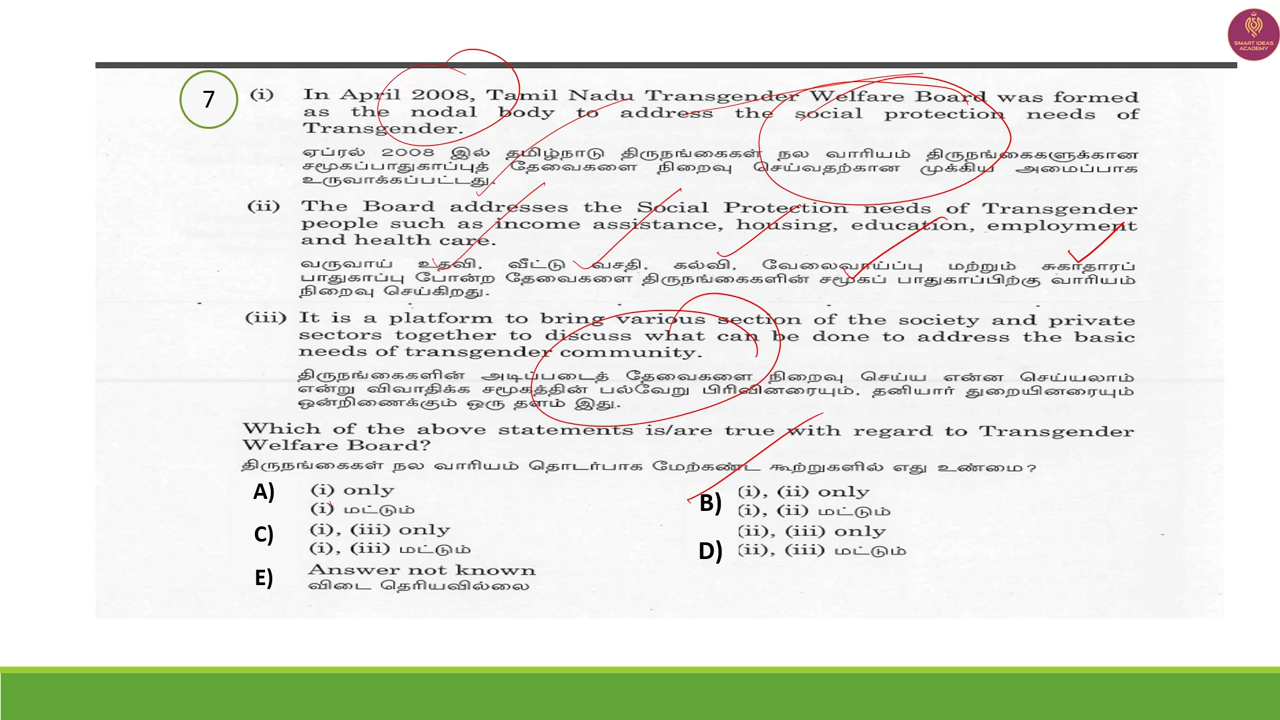 SMART IDEAS
ACADEMY
7
(i) In April 2008, Tamil Nadu Transgender Welfare Board was formed
as the nodal body to address the social protection needs of
Transgender.
ஏப்ரல் 2008 இல் தமிழ்நாடு திருநங்கைகள் நல வாரியம் திருநங்கைகளுக்கான
சமூகப்பாதுகாப்புத் தேவைகளை நிறைவு செய்வதற்கான முக்கிய அமைப்பாக
உருவாக்கப்பட்டது.
(ii) The Board addresses the Social Protection needs of Transgender
people such as income assistance, housing, education, employment
and health care.
வருவாய் உதவி, வீட்டு வசதி, கல்வி, வேலைவாய்ப்பு மற்றும் சுகாதாரப்
பாதுகாப்பு போன்ற தேவைகளை திருநங்கைகளின் சமூகப் பாதுகாப்பிற்கு வாரியம்
நிறைவு செய்கிறது.
(iii) It is a platform to bring various section of the society and private
sectors together to discuss what can be done to address the basic
needs of transgender community.
திருநங்கைகளின் அடிப்படைத் தேவைகளை நிறைவு செய்ய என்ன செய்யலாம்
என்று விவாதிக்க சமூகத்தின் பல்வேறு பிரிவினரையும், தனியார் துறையினரையும்
ஒன்றிணைக்கும் ஒரு தளம் இது.
Which of the above statements is/are true with regard to Transgender
Welfare Board?
திருநங்கைகள் நல வாரியம் தொடர்பாக மேற்கண்ட கூற்றுகளில் எது உண்மை?
A) (i) only
(i) மட்டும்
B) (i), (ii) only
(i), (ii) மட்டும்
C) (i), (iii) only
(i), (iii) மட்டும்
D) (ii), (iii) only
(ii), (iii) மட்டும்
E) Answer not known
விடை தெரியவில்லை